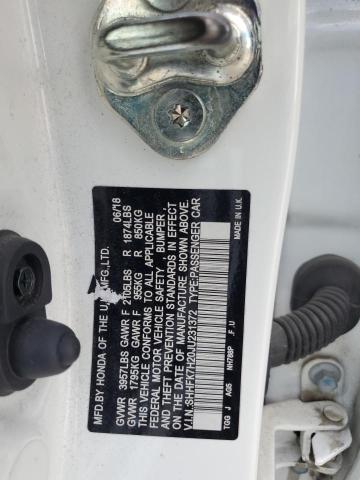 MFD.BY HONDA OF THE U.K. MFG.,LTD. 06/18
GVWR 3957LBS GAWR F 2106LBS R 1874LBS
GVWR 1795KG GAWR F 955KG R 850KG
THIS VEHICLE CONFORMS TO ALL APPLICABLE
FEDERAL MOTOR VEHICLE SAFETY, BUMPER,
AND THEFT PREVENTION STANDARDS IN EFFECT
ON THE DATE OF MANUFACTURE SHOWN ABOVE.
V.I.N.:SHHFK7H20JU231372 TYPE:PASSENGER CAR
TGG J AG5 NH788P F.I.U MADE IN U.K.